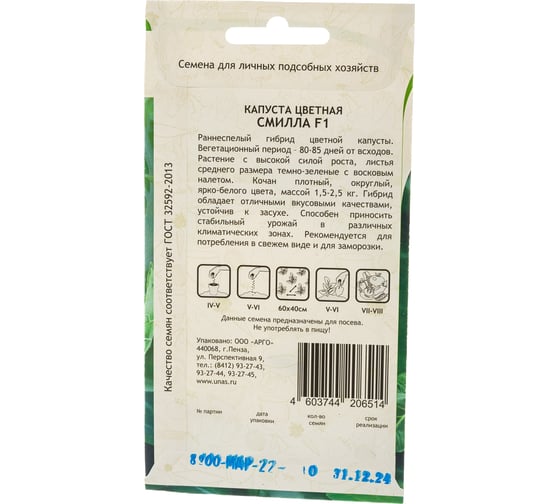 Семена для личных подсобных хозяйств
КАПУСТА ЦВЕТНАЯ
СМИЛЛА F1
Раннеспелый гибрид цветной капусты.
Вегетационный период - 80-85 дней от всходов.
Растение с высокой силой роста, листья
среднего размера темно-зеленые с восковым
налетом. Кочан плотный, округлый,
ярко-белого цвета, массой 1,5-2,5 кг. Гибрид
обладает отличными вкусовыми качествами,
устойчив к засухе. Способен приносить
стабильный урожай в различных
климатических зонах. Рекомендуется для
потребления в свежем виде и для заморозки.
IV-V V-VI 60х40см V-VI VII-VIII
Данные семена предназначены для посева.
Не употреблять в пищу!
Упаковано: ООО «АРГО»
440068, г.Пенза,
ул. Перспективная 9,
тел.: (8412) 93-27-43,
93-27-44, 93-27-45,
www.unas.ru
4 603744 206514
№ партии дата упаковки кол-во семян срок реализации
8900-МАР-22- 10 31.12.24
Качество семян соответствует ГОСТ 32592-2013